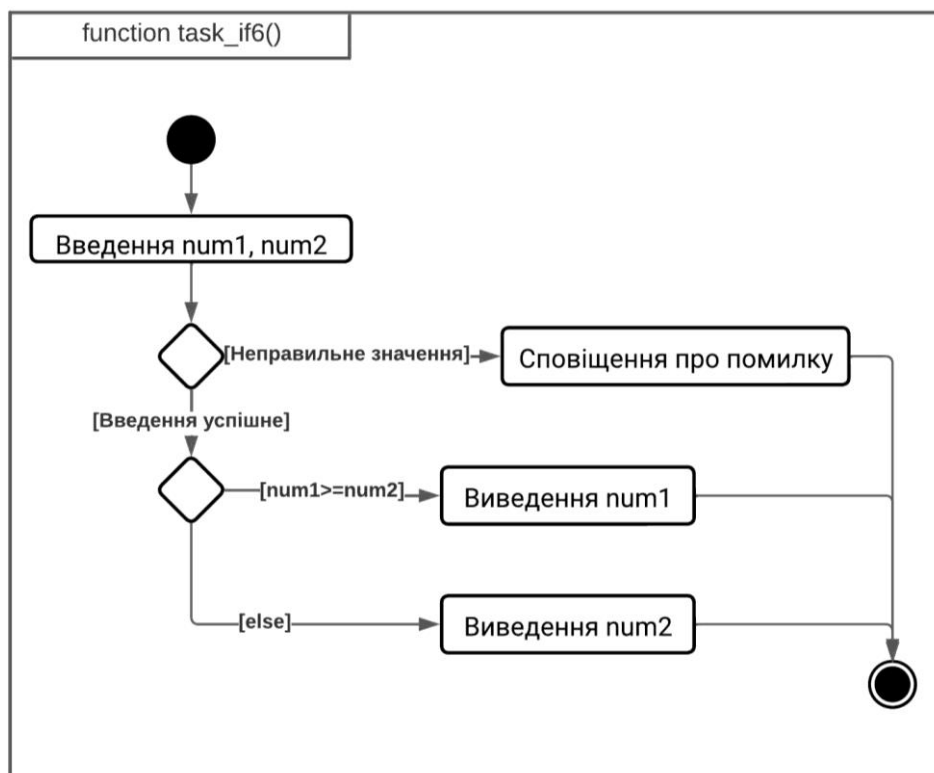 function task_if6()
Введення num1, num2
[Неправильне значення]
Сповіщення про помилку
[Введення успішне]
[num1>=num2]
Виведення num1
[else]
Виведення num2